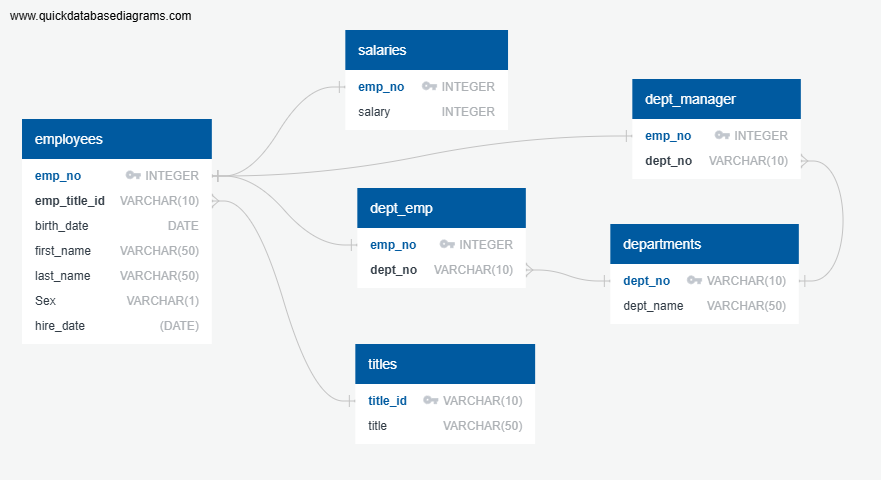 www.quickdatabasediagrams.com
salaries
emp_no INTEGER
salary INTEGER
dept_manager
emp_no INTEGER
dept_no VARCHAR(10)
employees
emp_no INTEGER
emp_title_id VARCHAR(10)
birth_date DATE
first_name VARCHAR(50)
last_name VARCHAR(50)
Sex VARCHAR(1)
hire_date (DATE)
dept_emp
emp_no INTEGER
dept_no VARCHAR(10)
departments
dept_no VARCHAR(10)
dept_name VARCHAR(50)
titles
title_id VARCHAR(10)
title VARCHAR(50)